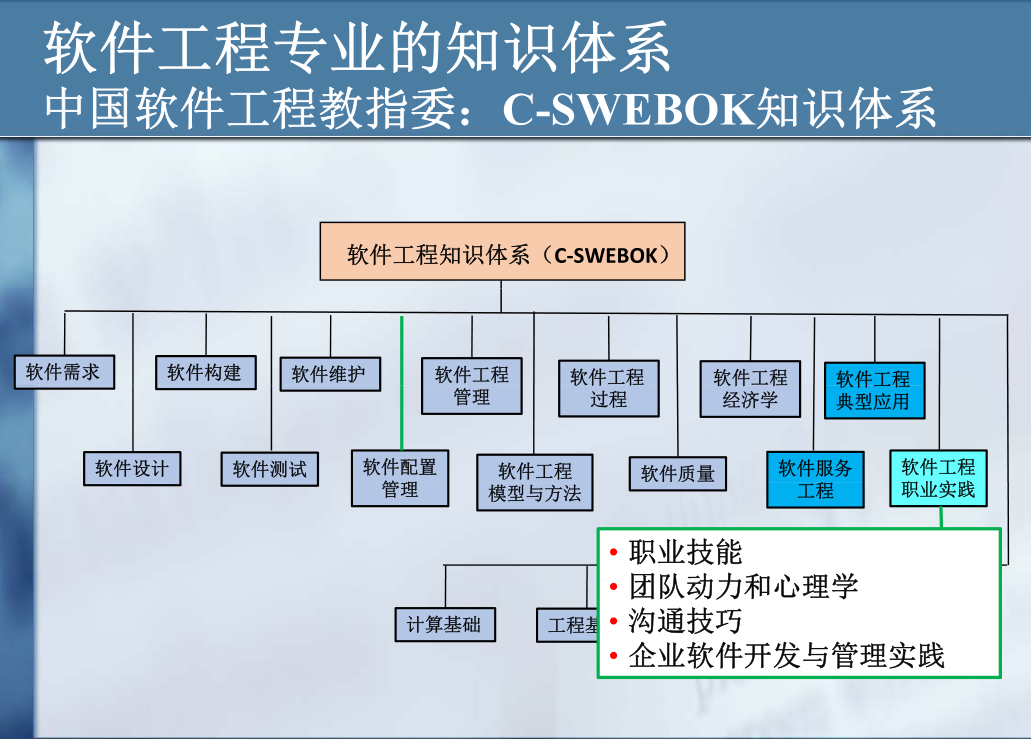 软件工程专业的知识体系
中国软件工程教指委：C-SWEBOK知识体系
软件工程知识体系（C-SWEBOK）
软件需求
软件构建
软件维护
软件工程
管理
软件工程
过程
软件工程
经济学
软件工程
典型应用
软件设计
软件测试
软件配置
管理
软件工程
模型与方法
软件质量
软件服务
工程
软件工程
职业实践
计算基础
工程基
• 职业技能
• 团队动力和心理学
• 沟通技巧
• 企业软件开发与管理实践